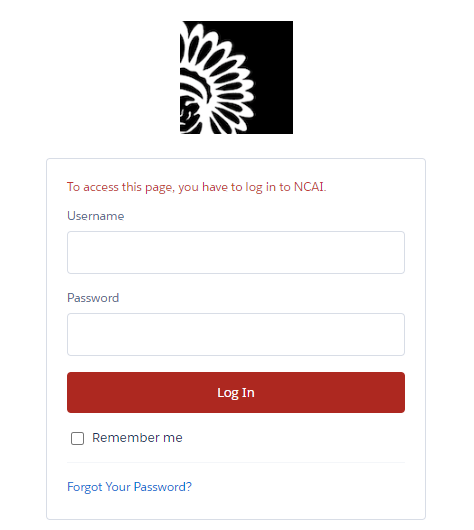 To access this page, you have to log in to NCAI.
Username
Password
Log In
Remember me
Forgot Your Password?